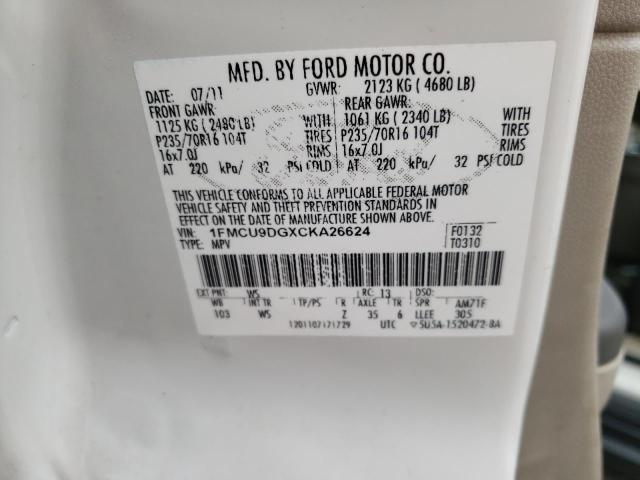 MFD. BY FORD MOTOR CO.
DATE: 07/11 GVWR: 2123 KG ( 4680 LB)
FRONT GAWR: REAR GAWR:
1125 KG ( 2480 LB) 1061 KG ( 2340 LB) WITH
P235/70R16 104T WITH TIRES P235/70R16 104T TIRES
16x7.0J RIMS 16x7.0J RIMS
AT 220 kPa/ 32 PSI COLD AT 220 kPa/ 32 PSI COLD
THIS VEHICLE CONFORMS TO ALL APPLICABLE FEDERAL MOTOR
VEHICLE SAFETY AND THEFT PREVENTION STANDARDS IN
EFFECT ON THE DATE OF MANUFACTURE SHOWN ABOVE.
VIN: 1FMCU9DGXCKA26624 F0132
TYPE: MPV T0310
EXT PNT: WS RC: 13 DSO:
WB INT TR TP/PS R AXLE TR SPR AM71F
103 WS Z 35 6 LLEE 305
1201107171729 UTC 5U5A-1520472-BA